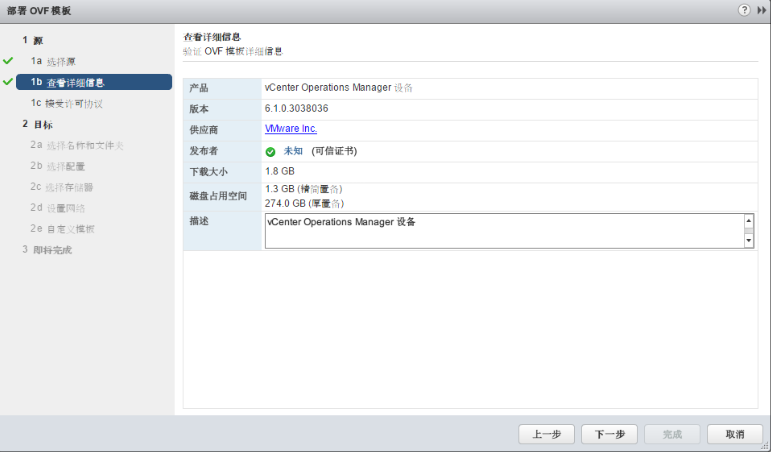 部署 OVF 模板
1 源
1a 选择源
1b 查看详细信息
1c 接受许可协议
2 目标
2a 选择名称和文件夹
2b 选择配置
2c 选择存储器
2d 设置网络
2e 自定义模板
3 即将完成
查看详细信息
验证 OVF 模板详细信息
产品 vCenter Operations Manager 设备
版本 6.1.0.3038036
供应商 VMware Inc.
发布者 未知 (可信证书)
下载大小 1.8 GB
磁盘占用空间 1.3 GB (精简置备)
274.0 GB (厚置备)
描述 vCenter Operations Manager 设备
上一步 下一步 完成 取消